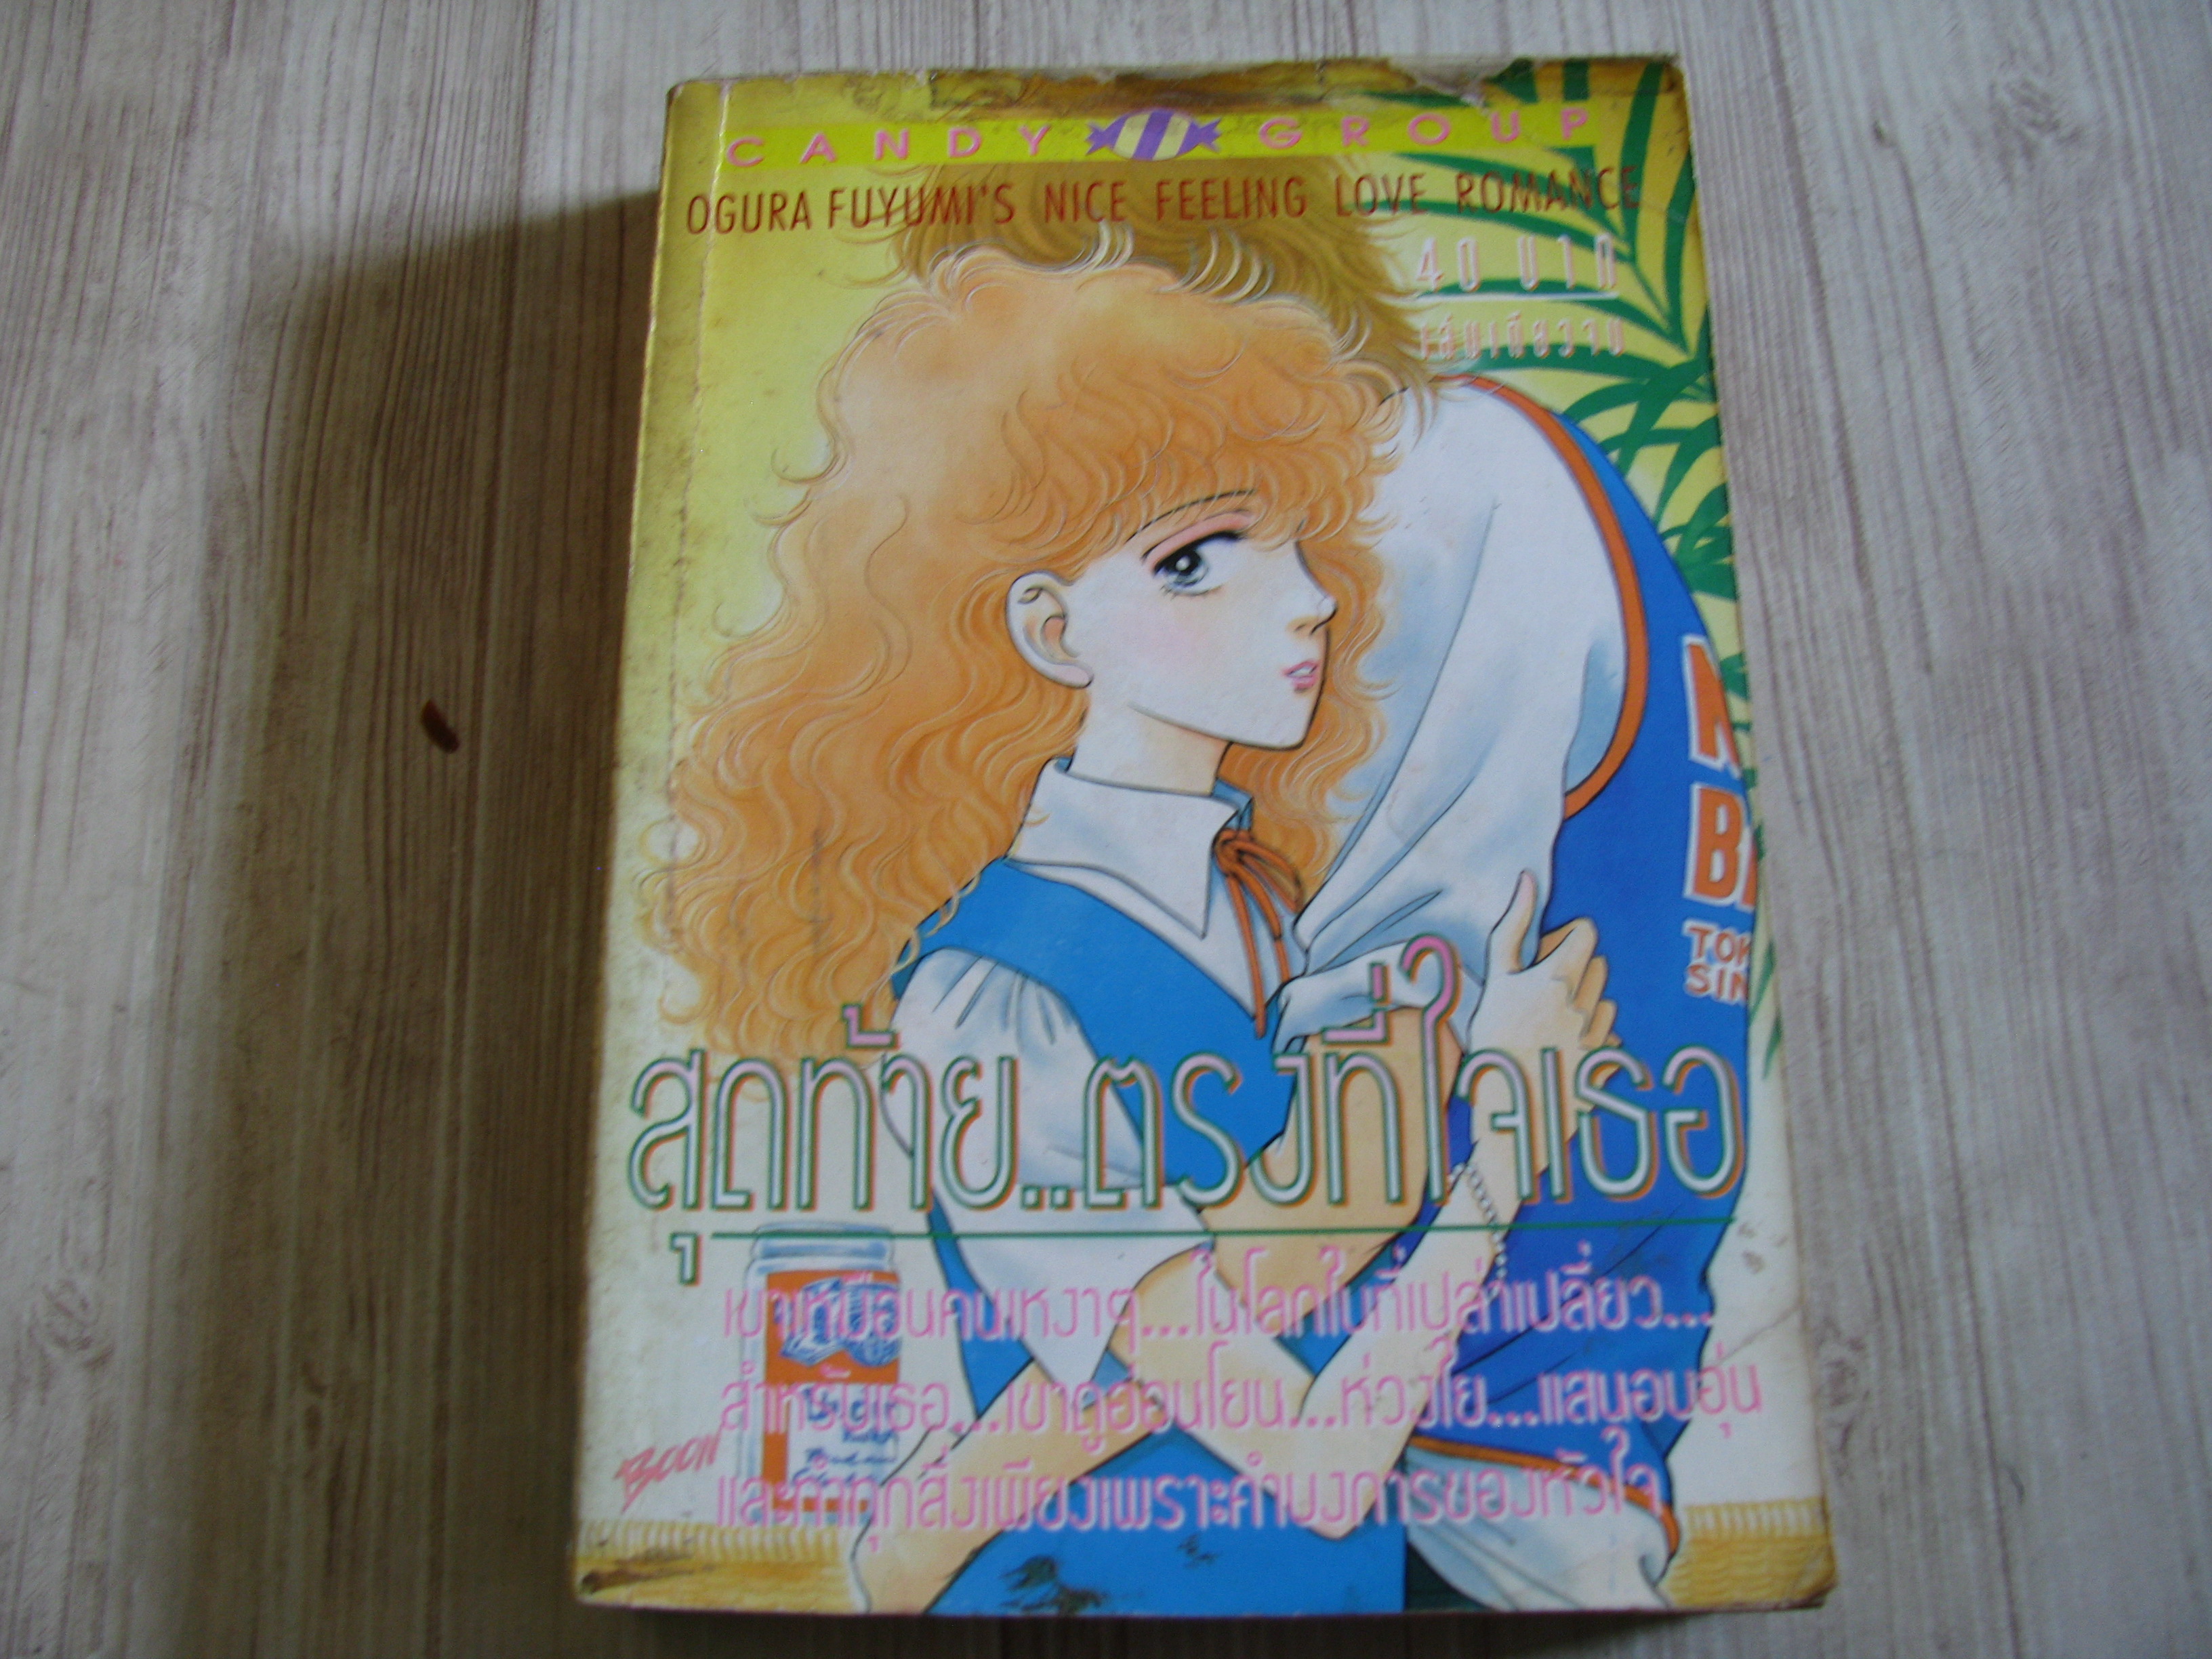 CANDY GROUP
OGURA FUYUMI'S NICE FEELING LOVE ROMANCE
40 บาท
เล่มเดียวจบ
B
TOK
SIN
สุดท้าย..ตรงที่ใจเธอ
เขาเหมือนคนเหงาๆ...ในโลกใบที่เปล่าเปลี่ยว...
สำหรับเธอ...เขาดูอ่อนโยน...ห่วงใย...แสนอบอุ่น
และทำทุกสิ่งเพียงเพราะคำบงการของหัวใจ
BOON